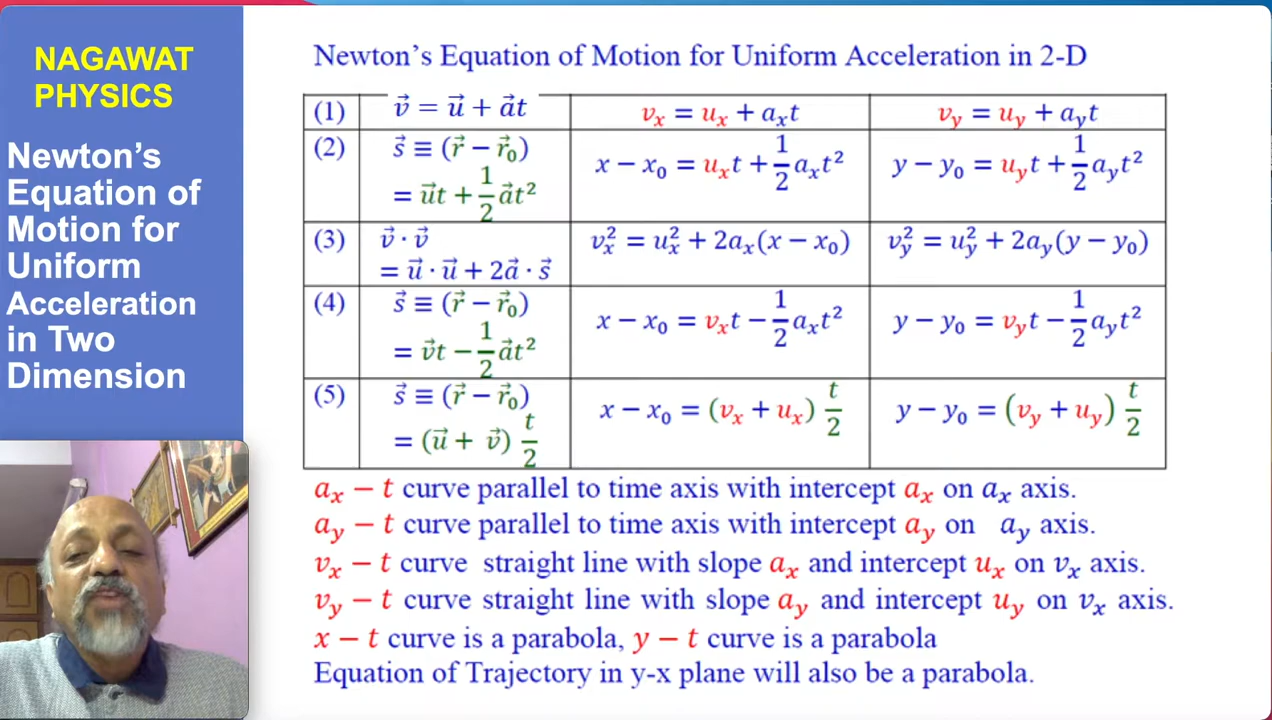 NAGAWAT
PHYSICS
Newton's
Equation of
Motion for
Uniform
Acceleration
in Two
Dimension
Newton's Equation of Motion for Uniform Acceleration in 2-D
(1) v⃗ = u⃗ + a⃗t vₓ = uₓ + aₓt v_y = u_y + a_yt
(2) s⃗ ≡ (r⃗ − r⃗₀) = u⃗t + 1/2 a⃗t² x − x₀ = uₓt + 1/2 aₓt² y − y₀ = u_yt + 1/2 a_yt²
(3) v⃗ · v⃗ = u⃗ · u⃗ + 2a⃗ · s⃗ vₓ² = uₓ² + 2aₓ(x − x₀) v_y² = u_y² + 2a_y(y − y₀)
(4) s⃗ ≡ (r⃗ − r⃗₀) = v⃗t − 1/2 a⃗t² x − x₀ = vₓt − 1/2 aₓt² y − y₀ = v_yt − 1/2 a_yt²
(5) s⃗ ≡ (r⃗ − r⃗₀) = (u⃗ + v⃗) t/2 x − x₀ = (vₓ + uₓ) t/2 y − y₀ = (v_y + u_y) t/2
aₓ − t curve parallel to time axis with intercept aₓ on aₓ axis.
a_y − t curve parallel to time axis with intercept a_y on a_y axis.
vₓ − t curve straight line with slope aₓ and intercept uₓ on vₓ axis.
v_y − t curve straight line with slope a_y and intercept u_y on vₓ axis.
x − t curve is a parabola, y − t curve is a parabola
Equation of Trajectory in y-x plane will also be a parabola.